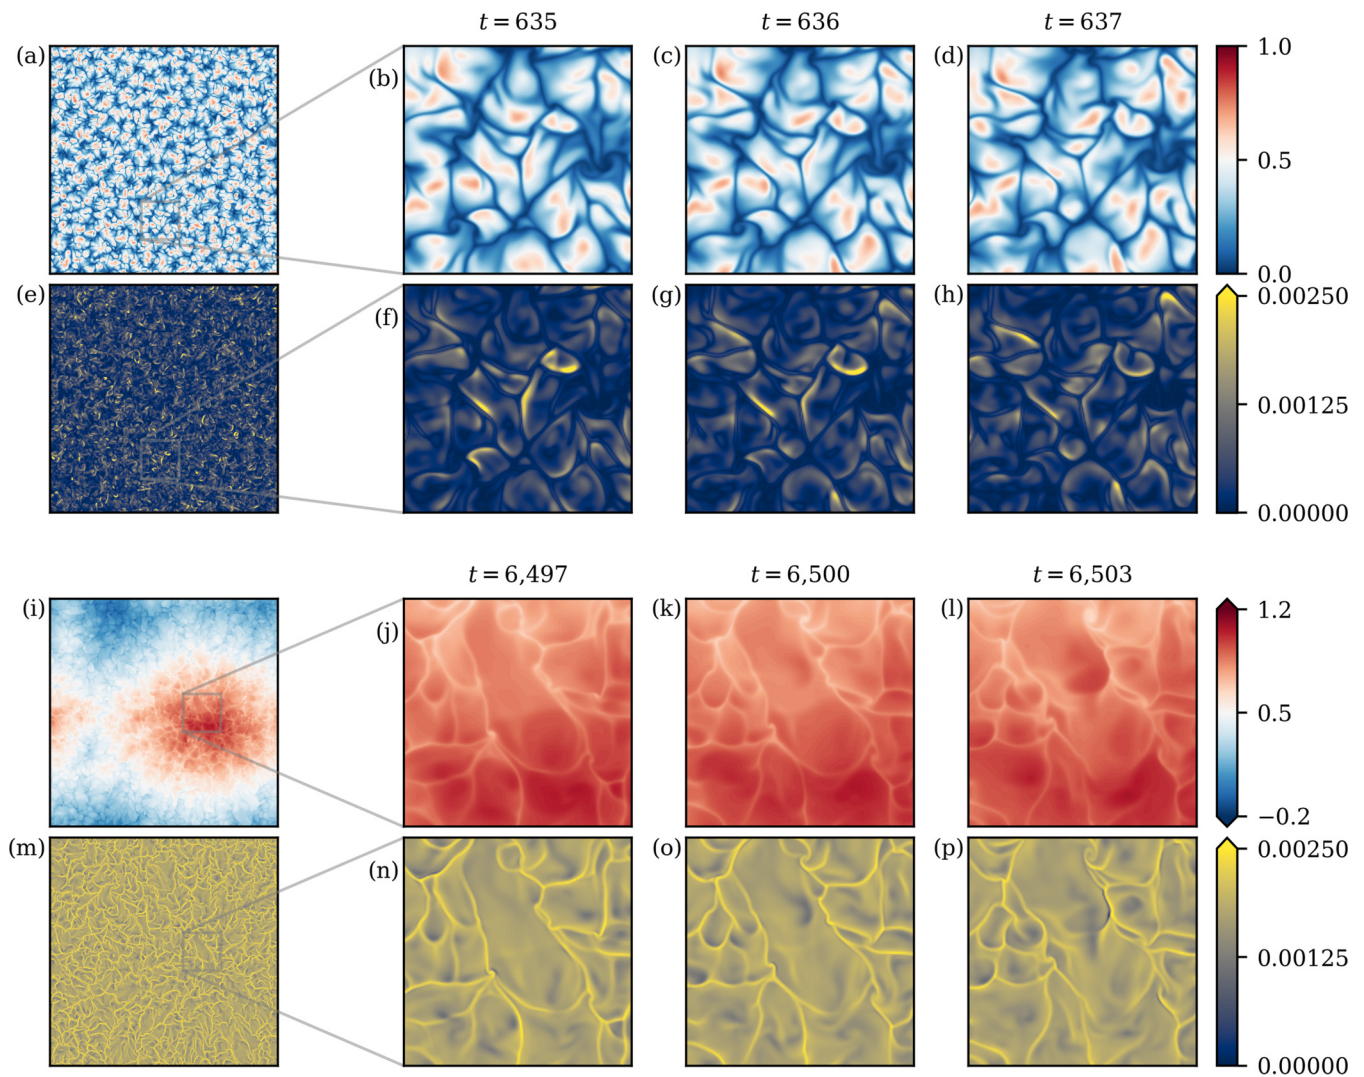 t = 635 t = 636 t = 637
(a) (b) (c) (d) 1.0
0.5
0.0
(e) (f) (g) (h) 0.00250
0.00125
0.00000
t = 6,497 t = 6,500 t = 6,503
(i) (j) (k) (l) 1.2
0.5
−0.2
(m) (n) (o) (p) 0.00250
0.00125
0.00000